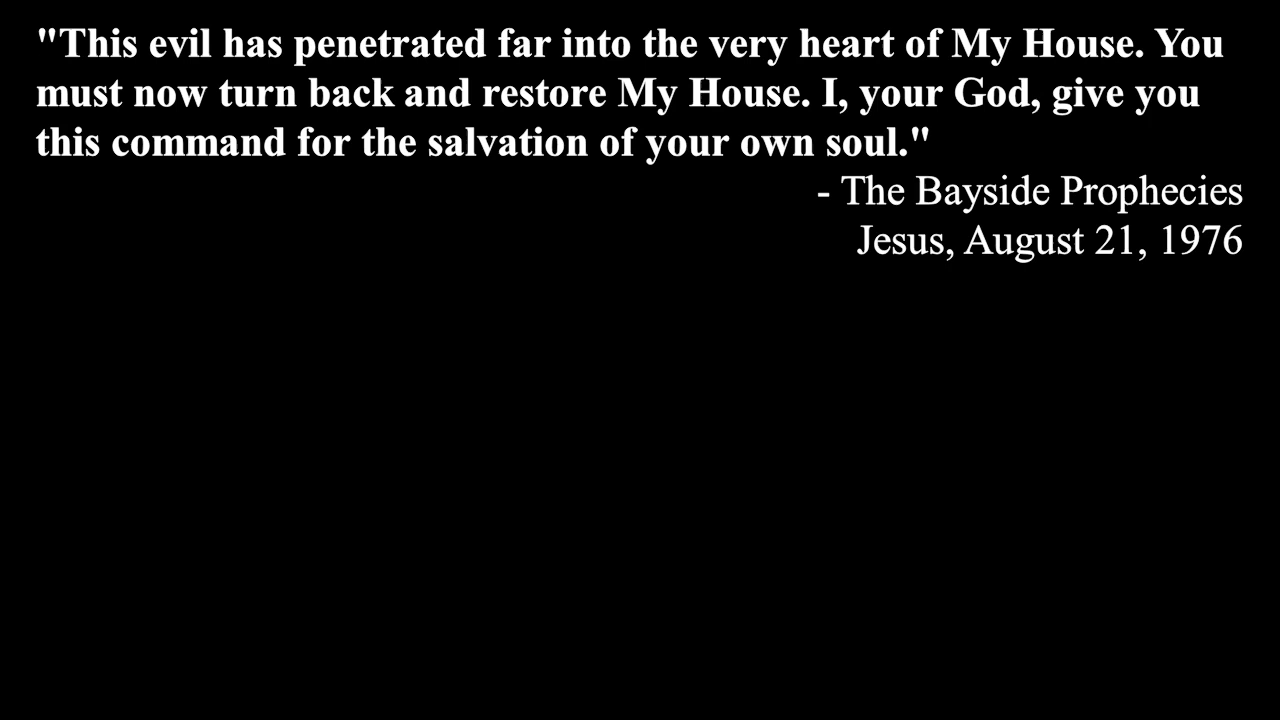 "This evil has penetrated far into the very heart of My House. You
must now turn back and restore My House. I, your God, give you
this command for the salvation of your own soul."
- The Bayside Prophecies
Jesus, August 21, 1976